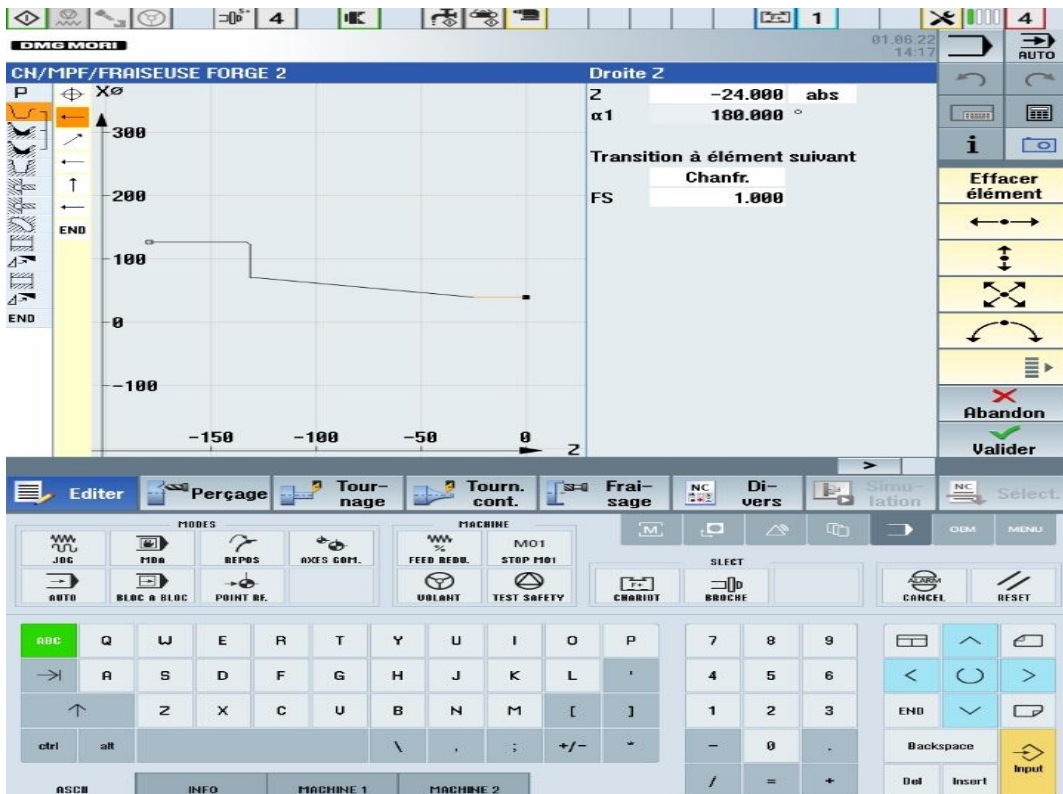 4
1
4
DMG MORI
01.06.22
14:17
AUTO
CN/MPF/FRAISEUSE FORGE 2
Droite Z
P
XØ
Z -24.000 abs
α1 180.000 °
300
Transition à élément suivant
Chanfr.
FS 1.000
200
END
100
0
END
-100
-150 -100 -50 0 Z
i
Effacer
élément
Abandon
Valider
>
Editer
Perçage
Tour-
nage
Tourn.
cont.
Frai-
sage
NC
Di-
vers
Simu-
lation
NC
Select.
MODES
MACHINE
M
OEM
MENU
JOG
MDA
REPOS
AXES GOM.
%
FEED REDU.
M01
STOP M01
SLECT
AUTO
BLOC A BLOC
POINT RF.
VOLANT
TEST SAFETY
CHARIOT
BROCHE
ALARM
CANCEL
RESET
ABC Q W E R T Y U I O P 7 8 9
A S D F G H J K L ' 4 5 6 < >
Z X C V B N M [ ] 1 2 3 END
ctrl alt \ , ; +/- - 0 . Backspace
Input
/ = + Del Insert
ASCII INFO MACHINE 1 MACHINE 2